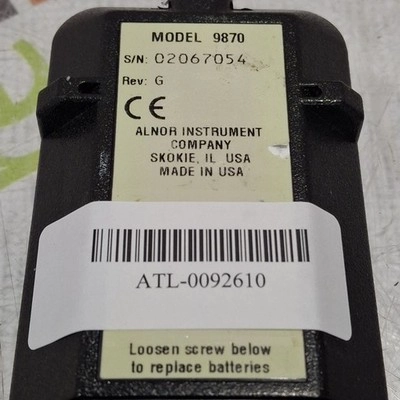 MODEL 9870
S/N: 02067054
Rev: G
CE
ALNOR INSTRUMENT
COMPANY
SKOKIE, IL USA
MADE IN USA
ATL-0092610
Loosen screw below
to replace batteries